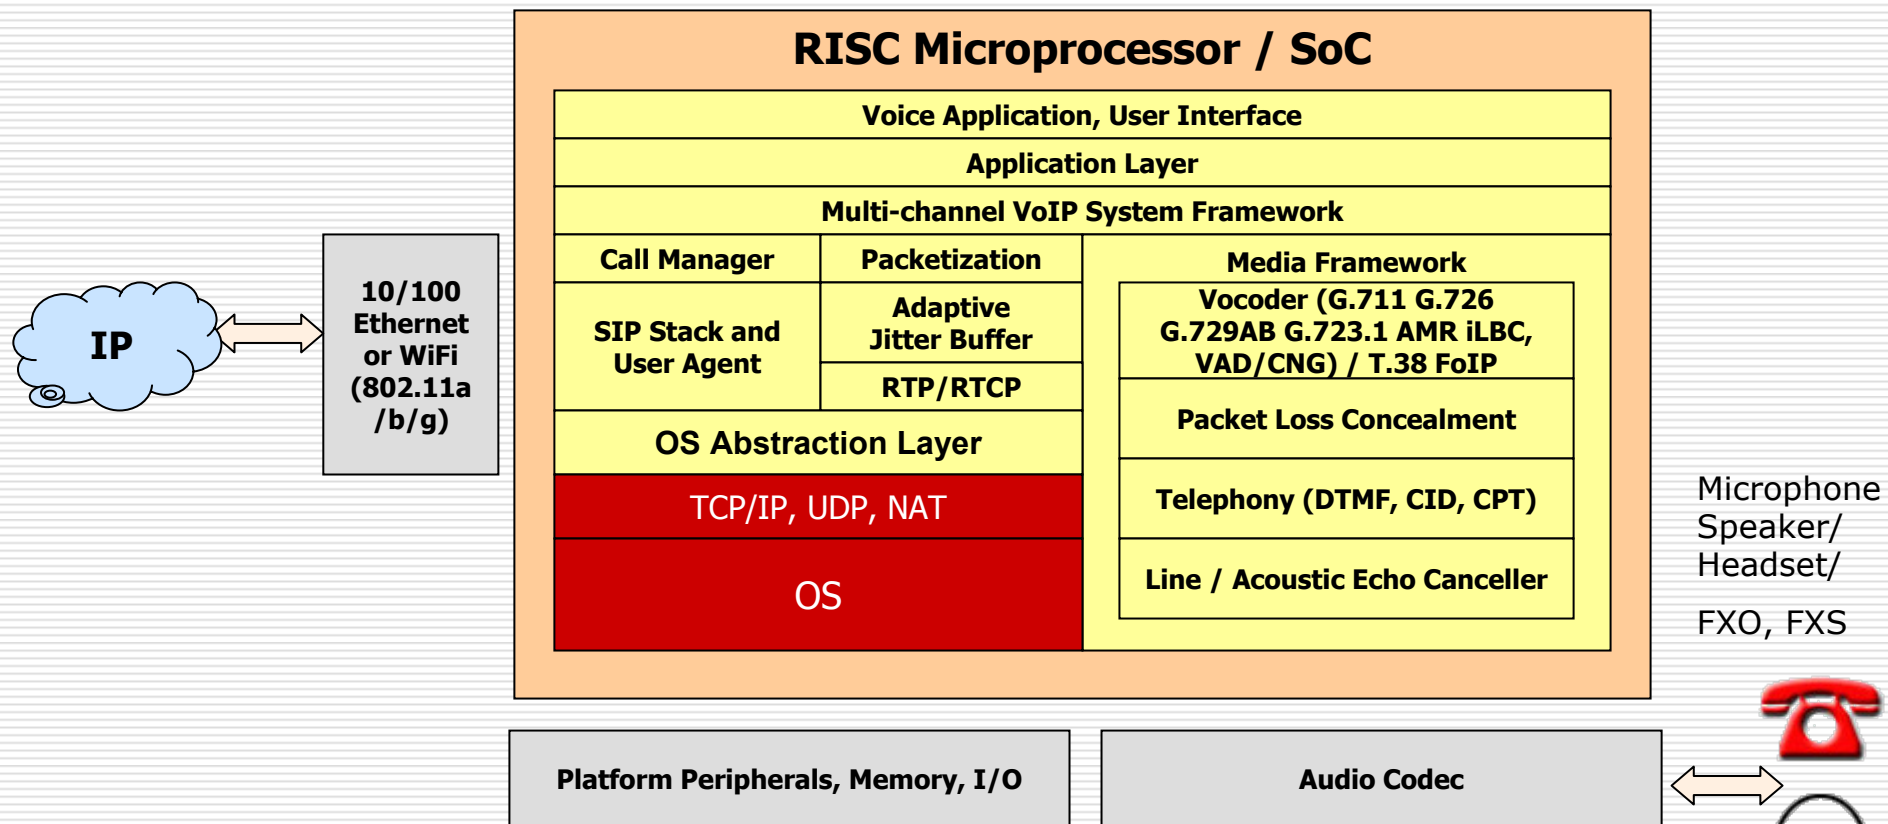 RISC Microprocessor / SoC
Voice Application, User Interface
Application Layer
Multi-channel VoIP System Framework
Call Manager
Packetization
Media Framework
SIP Stack and
User Agent
Adaptive
Jitter Buffer
RTP/RTCP
Vocoder (G.711 G.726
G.729AB G.723.1 AMR iLBC,
VAD/CNG) / T.38 FoIP
Packet Loss Concealment
Telephony (DTMF, CID, CPT)
Line / Acoustic Echo Canceller
OS Abstraction Layer
TCP/IP, UDP, NAT
OS
IP
10/100
Ethernet
or WiFi
(802.11a
/b/g)
Microphone
Speaker/
Headset/
FXO, FXS
Platform Peripherals, Memory, I/O
Audio Codec